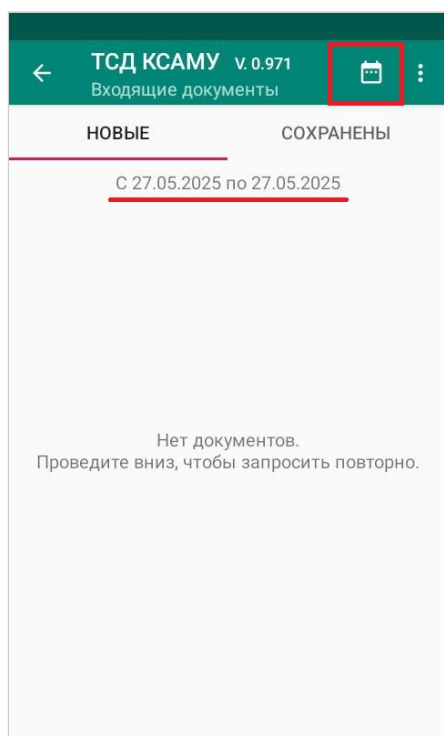 ТСД КСАМУ V. 0.971
Входящие документы
НОВЫЕ СОХРАНЕНЫ
С 27.05.2025 по 27.05.2025
Нет документов.
Проведите вниз, чтобы запросить повторно.